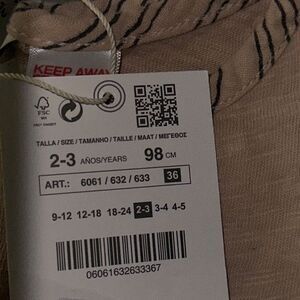 KEEP AWAY
FSC
TALLA / SIZE / TAMANHO / TAILLE / MAAT / ΜΕΓΕΘΟΣ
2-3 AÑOS/YEARS 98 CM
ART.: 6061 / 632 / 633 36
9-12 12-18 18-24 2-3 3-4 4-5
06061632633367